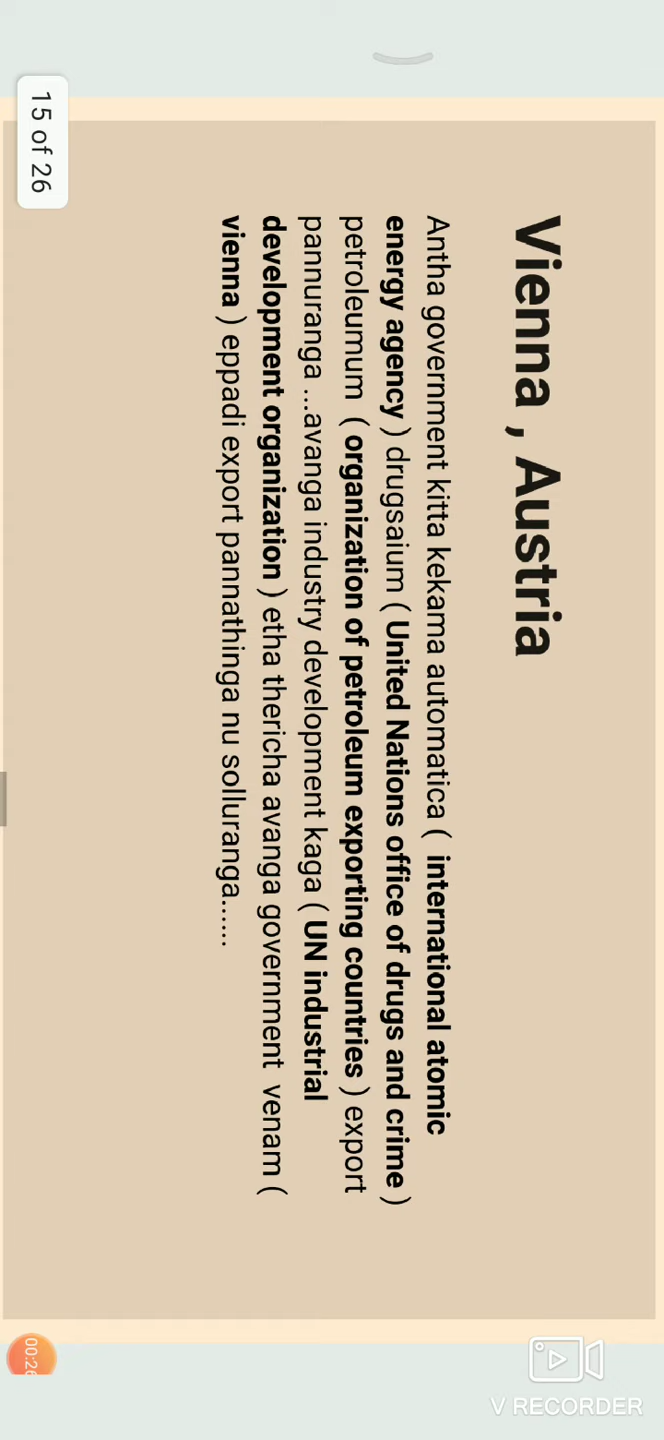 15 of 26
Vienna , Austria
Antha government kitta kekama automatica ( international atomic
energy agency ) drugsaium ( United Nations office of drugs and crime )
petroleumum ( organization of petroleum exporting countries ) export
pannuranga ...avanga industry development kaga ( UN industrial
development organization ) etha thericha avanga government venam (
vienna ) eppadi export pannathinga nu solluranga......
00:26
V RECORDER